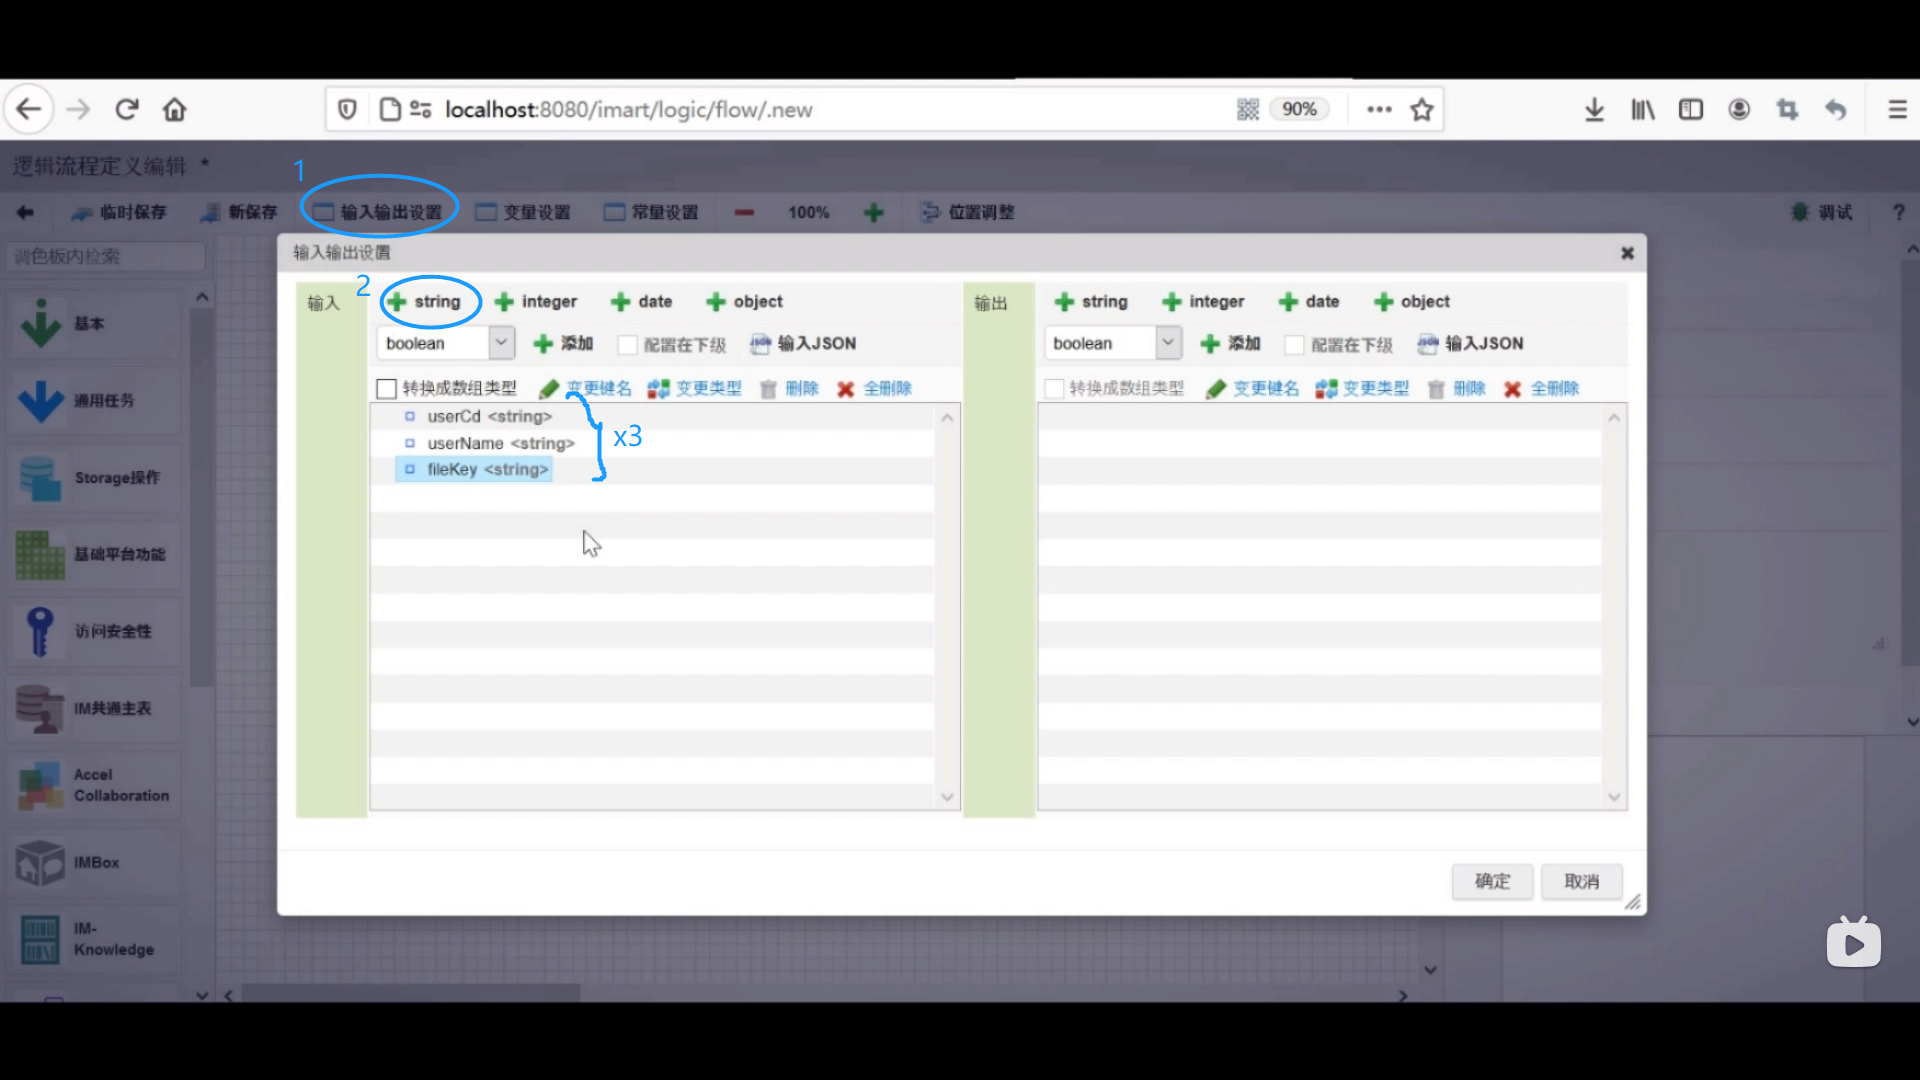 localhost:8080/imart/logic/flow/.new
90%
逻辑流程定义编辑 *
1
临时保存
新保存
输入输出设置
变量设置
常量设置
100%
位置调整
调试
?
调色板内检索
输入输出设置
2
输入
string
integer
date
object
boolean
添加
配置在下级
输入JSON
转换成数组类型
变更键名
变更类型
删除
全删除
userCd <string>
userName <string>
fileKey <string>
x3
输出
string
integer
date
object
boolean
添加
配置在下级
输入JSON
转换成数组类型
变更键名
变更类型
删除
全删除
确定
取消
基本
通用任务
Storage操作
基础平台功能
访问安全性
IM共通主表
Accel
Collaboration
IMBox
IM-
Knowledge